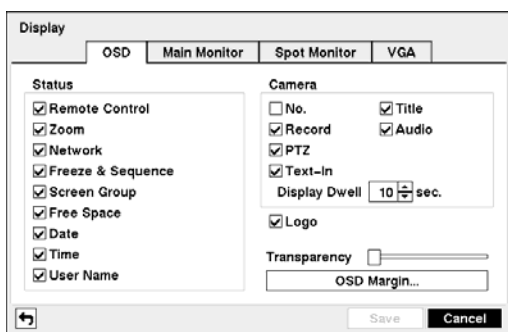 Display
OSD Main Monitor Spot Monitor VGA
Status
Remote Control
Zoom
Network
Freeze & Sequence
Screen Group
Free Space
Date
Time
User Name
Camera
No. Title
Record Audio
PTZ
Text-In
Display Dwell 10 sec.
Logo
Transparency
OSD Margin...
Save Cancel